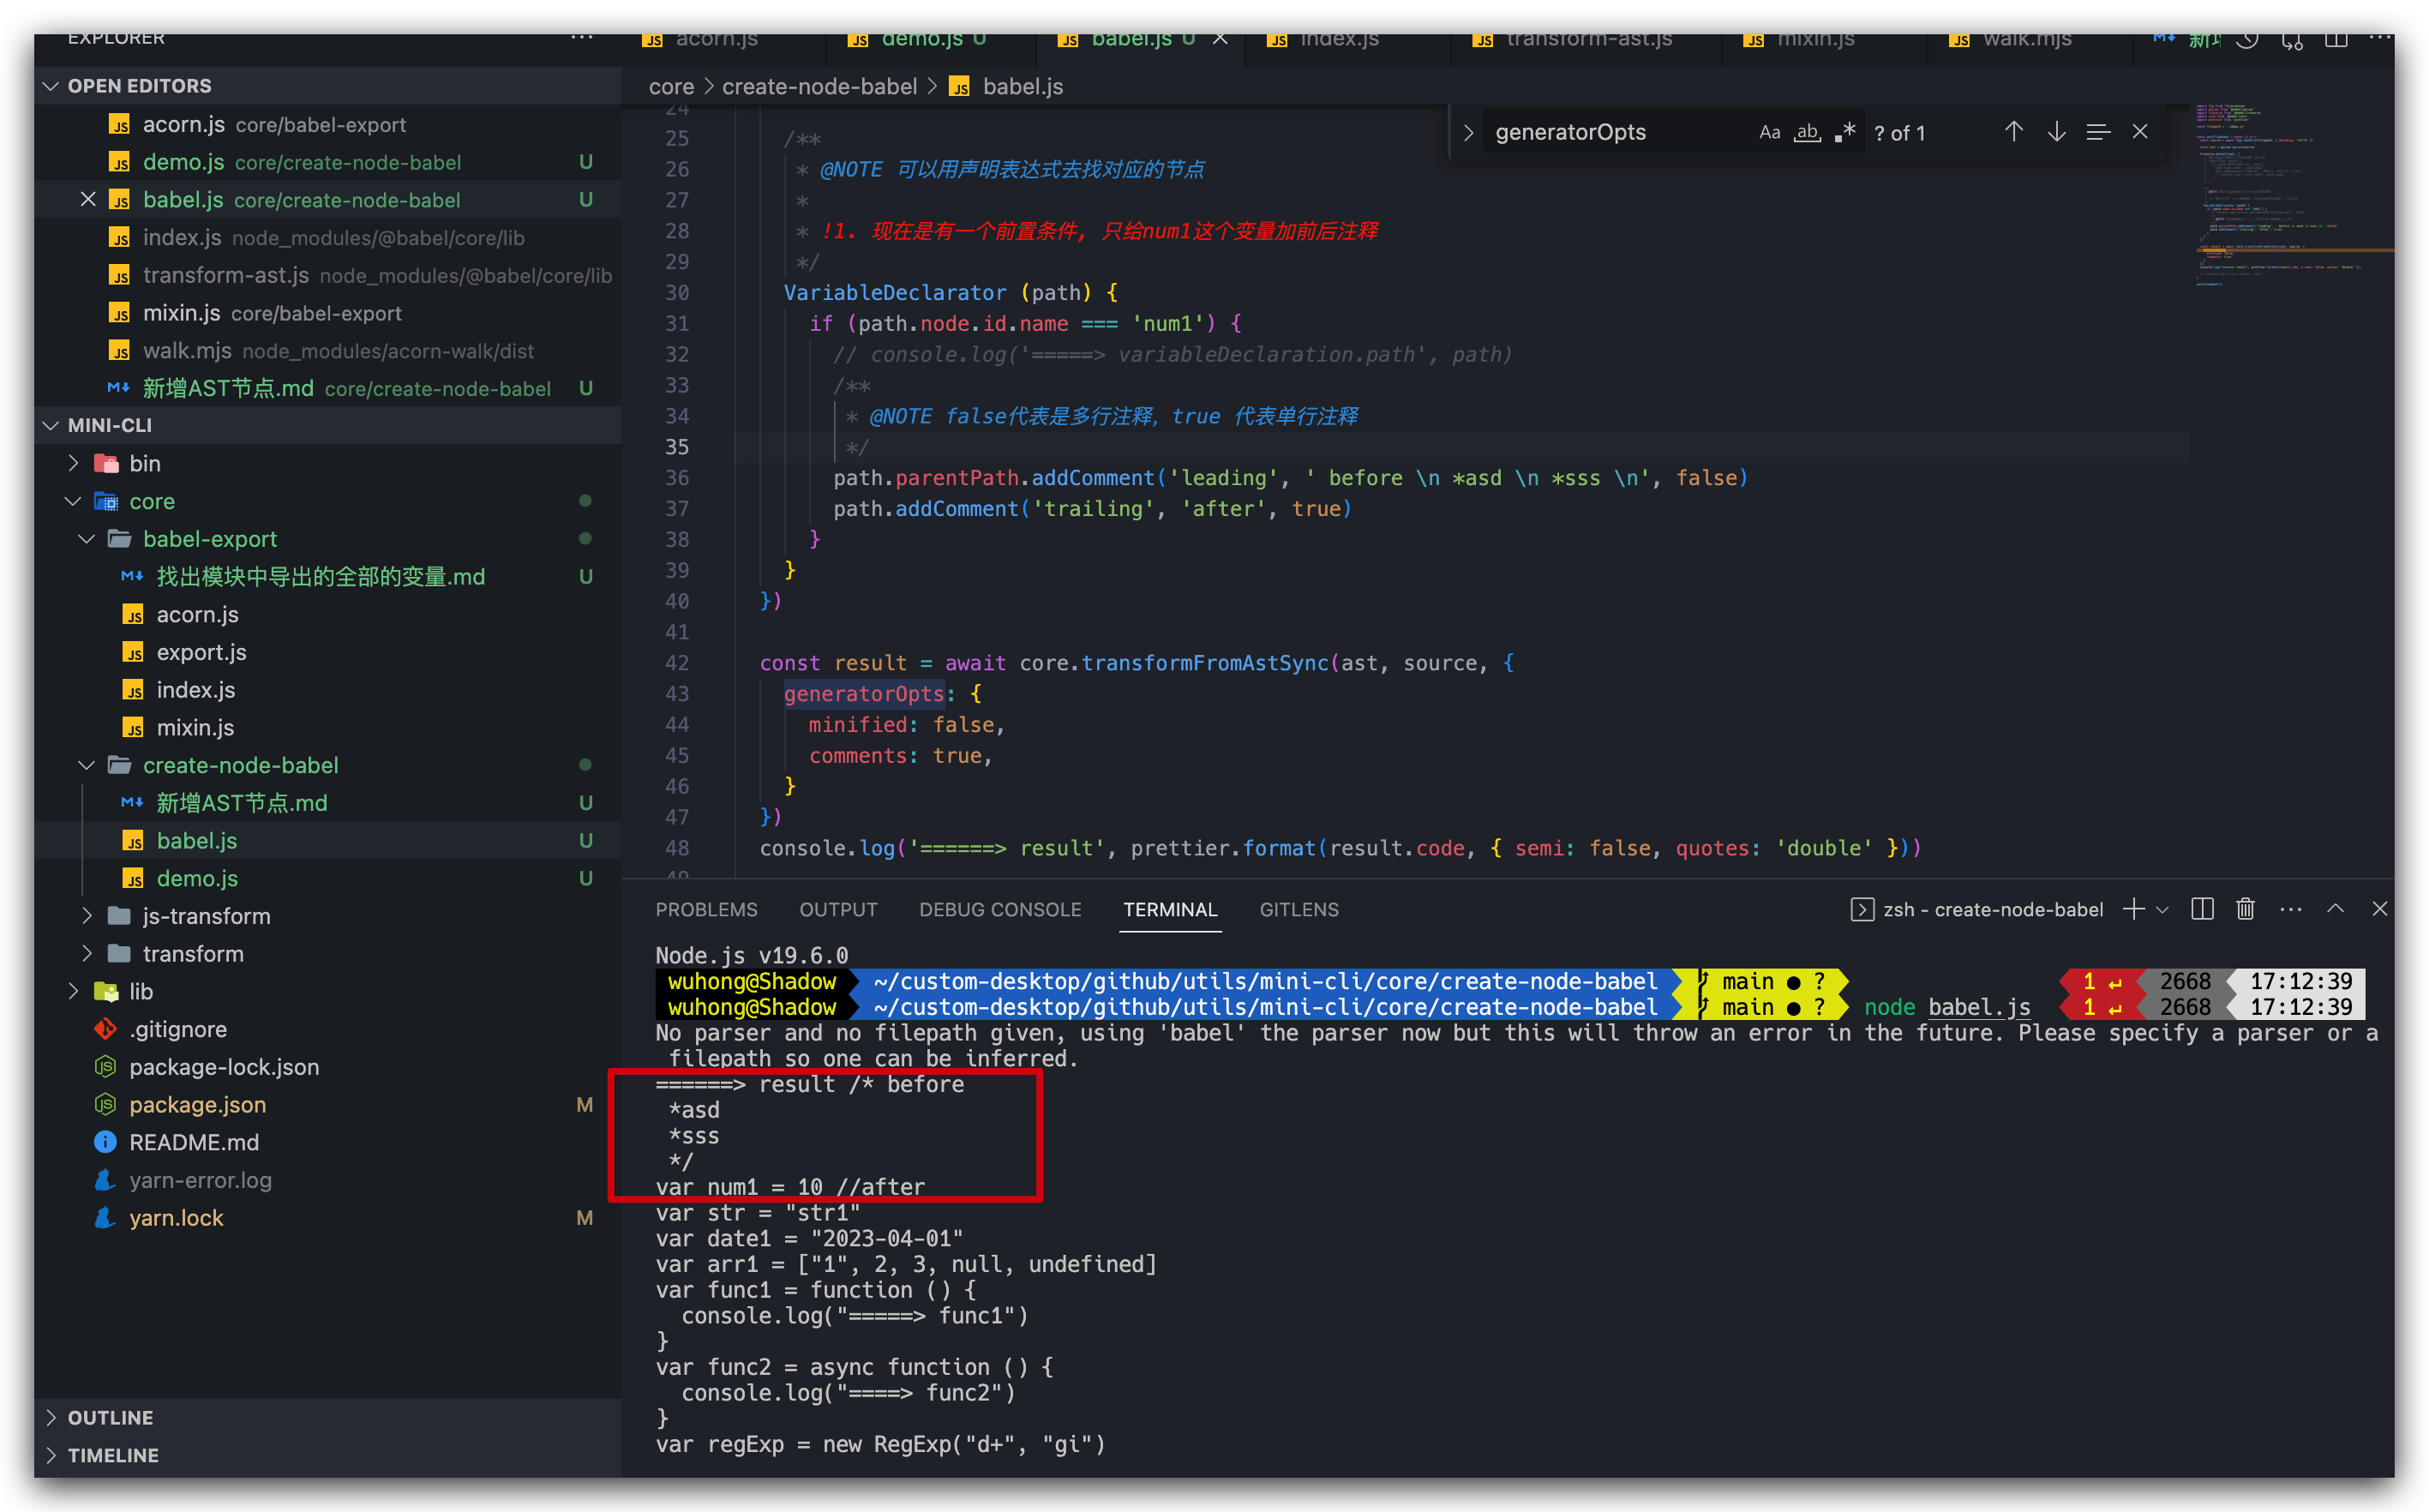 EXPLORER
OPEN EDITORS
acorn.js core/babel-export
demo.js core/create-node-babel U
babel.js core/create-node-babel U
index.js node_modules/@babel/core/lib
transform-ast.js node_modules/@babel/core/lib
mixin.js core/babel-export
walk.mjs node_modules/acorn-walk/dist
新增AST节点.md core/create-node-babel U
MINI-CLI
bin
core
babel-export
找出模块中导出的全部的变量.md U
acorn.js
export.js
index.js
mixin.js
create-node-babel
新增AST节点.md U
babel.js U
demo.js U
js-transform
transform
lib
.gitignore
package-lock.json
package.json M
README.md
yarn-error.log
yarn.lock M
OUTLINE
TIMELINE
acorn.js demo.js U babel.js U index.js transform-ast.js mixin.js walk.mjs
core > create-node-babel > babel.js
generatorOpts Aa ab .* ? of 1
24
25 /**
26 * @NOTE 可以用声明表达式去找对应的节点
27 *
28 * !1. 现在是有一个前置条件, 只给num1这个变量加前后注释
29 */
30 VariableDeclarator (path) {
31 if (path.node.id.name === 'num1') {
32 // console.log('=====> variableDeclaration.path', path)
33 /**
34 * @NOTE false代表是多行注释, true 代表单行注释
35 */
36 path.parentPath.addComment('leading', ' before \n *asd \n *sss \n', false)
37 path.addComment('trailing', 'after', true)
38 }
39 }
40 })
41
42 const result = await core.transformFromAstSync(ast, source, {
43 generatorOpts: {
44 minified: false,
45 comments: true,
46 }
47 })
48 console.log('======> result', prettier.format(result.code, { semi: false, quotes: 'double' }))
49
PROBLEMS OUTPUT DEBUG CONSOLE TERMINAL GITLENS
zsh - create-node-babel
Node.js v19.6.0
wuhong@Shadow ~/custom-desktop/github/utils/mini-cli/core/create-node-babel main ● ? 1 ↵ 2668 17:12:39
wuhong@Shadow ~/custom-desktop/github/utils/mini-cli/core/create-node-babel main ● ? node babel.js 1 ↵ 2668 17:12:39
No parser and no filepath given, using 'babel' the parser now but this will throw an error in the future. Please specify a parser or a
filepath so one can be inferred.
======> result /* before
*asd
*sss
*/
var num1 = 10 //after
var str = "str1"
var date1 = "2023-04-01"
var arr1 = ["1", 2, 3, null, undefined]
var func1 = function () {
console.log("=====> func1")
}
var func2 = async function () {
console.log("====> func2")
}
var regExp = new RegExp("d+", "gi")